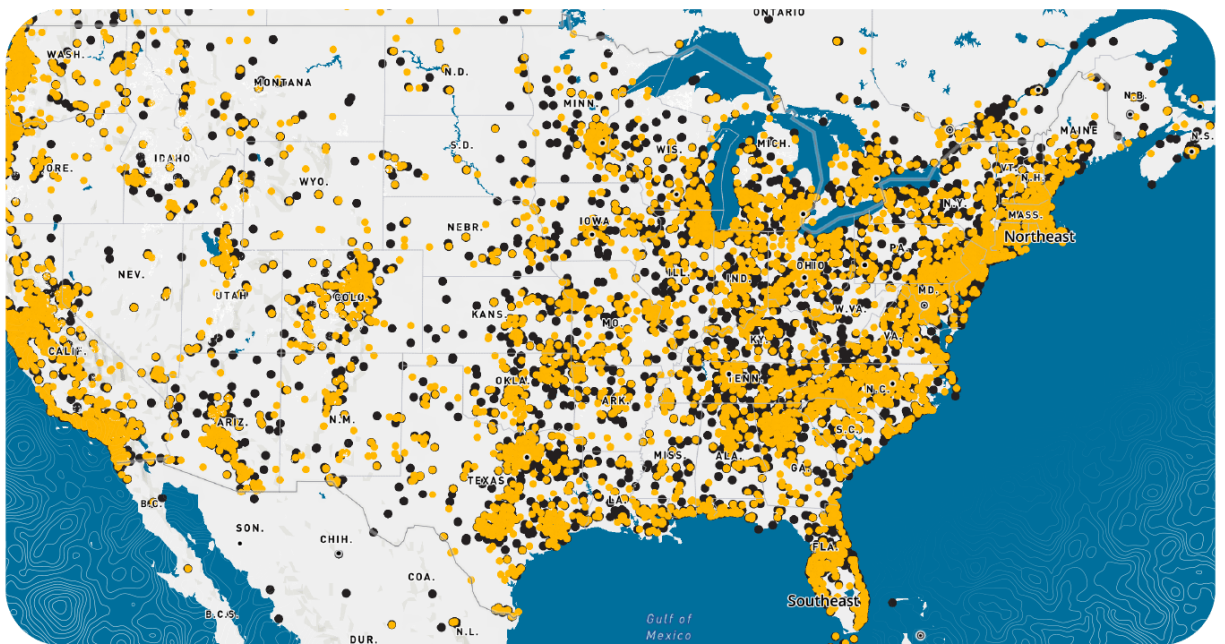 ONTARIO
WASH.
MONTANA
N.D.
MINN.
N.B.
MAINE
N.S.
ORE.
IDAHO
S.D.
WIS.
MICH.
VT.
N.H.
WYO.
N.Y.
MASS.
Northeast
NEBR.
IOWA
PA.
NEV.
UTAH
COLO.
ILL.
IND.
OHIO
MD.
KANS.
MO.
W.VA.
VA.
KY.
CALIF.
OKLA.
TENN.
N.C.
ARIZ.
N.M.
ARK.
S.C.
MISS.
ALA.
GA.
TEXAS
LA.
B.C.
SON.
CHIH.
FLA.
COA.
Southeast
B.C.S.
Gulf of
Mexico
DUR.
N.L.